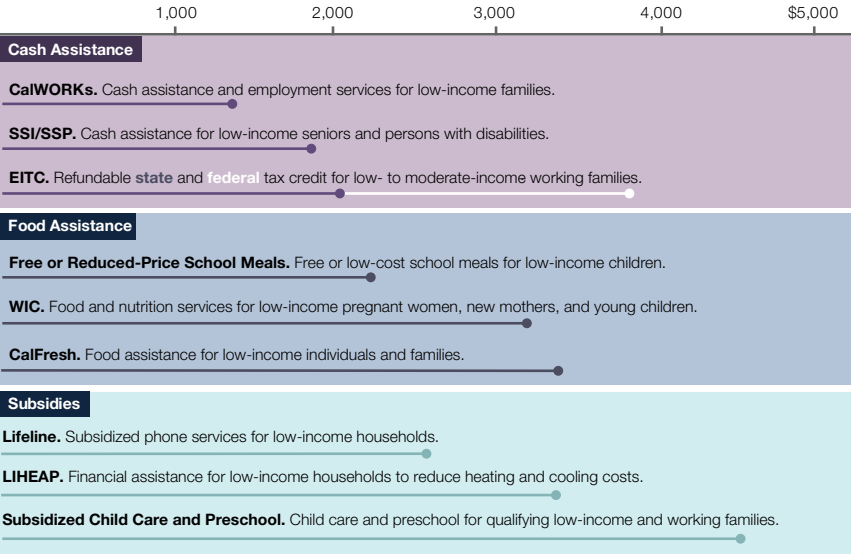 1,000 2,000 3,000 4,000 $5,000
Cash Assistance
CalWORKs. Cash assistance and employment services for low-income families.
SSI/SSP. Cash assistance for low-income seniors and persons with disabilities.
EITC. Refundable state and federal tax credit for low- to moderate-income working families.
Food Assistance
Free or Reduced-Price School Meals. Free or low-cost school meals for low-income children.
WIC. Food and nutrition services for low-income pregnant women, new mothers, and young children.
CalFresh. Food assistance for low-income individuals and families.
Subsidies
Lifeline. Subsidized phone services for low-income households.
LIHEAP. Financial assistance for low-income households to reduce heating and cooling costs.
Subsidized Child Care and Preschool. Child care and preschool for qualifying low-income and working families.